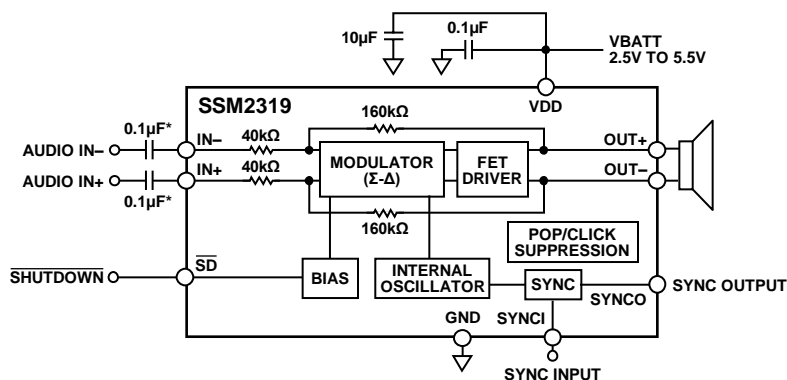 10µF
0.1µF
VBATT
2.5V TO 5.5V
SSM2319
VDD
160kΩ
0.1µF*
IN–
40kΩ
OUT+
AUDIO IN–
MODULATOR
(Σ-Δ)
FET
DRIVER
IN+
40kΩ
OUT–
AUDIO IN+
0.1µF*
160kΩ
POP/CLICK
SUPPRESSION
SD
SHUTDOWN
BIAS
INTERNAL
OSCILLATOR
SYNC
SYNCO
SYNC OUTPUT
GND
SYNCI
SYNC INPUT